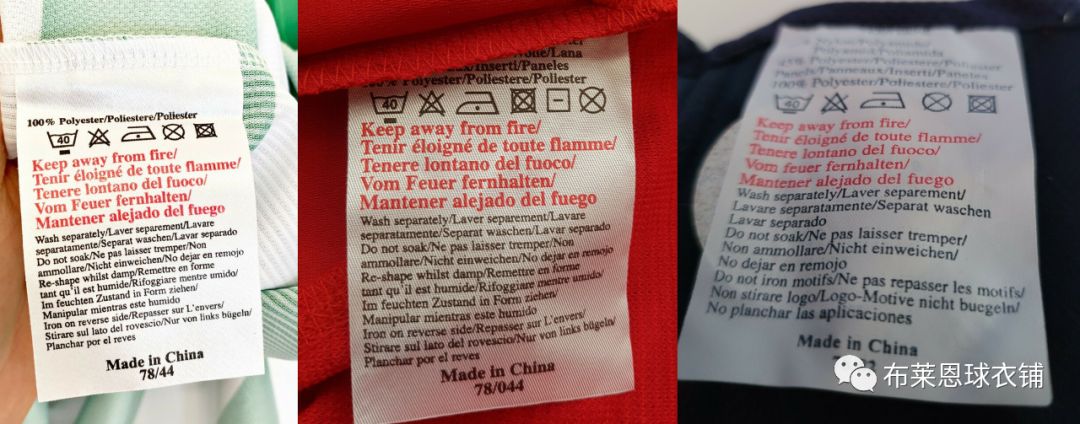 100% Polyester/Poliestere/Poliester
40
Keep away from fire/
Tenir éloigné de toute flamme/
Tenere lontano del fuoco/
Vom Feuer fernhalten/
Mantener alejado del fuego
Wash separately/Laver separement/Lavare
separatamente/Separat waschen/Lavar separado
Do not soak/Ne pas laisser tremper/Non
ammollare/Nicht einweichen/No dejar en remojo
Re-shape whilst damp/Remettre en forme
tant qu'il est humide/Rifoggiare mentre umido/
Im feuchten Zustand in Form ziehen/
Manipular mientras este humido
Iron on reverse side/Repasser sur L'envers/
Stirare sul lato del rovescio/Nur von links bügeln/
Planchar por el reves
Made in China
78/44
/Lana
Inserts/Inserti/Paneles
100% Polyester/Poliestere/Poliester
40
Keep away from fire/
Tenir éloigné de toute flamme/
Tenere lontano del fuoco/
Vom Feuer fernhalten/
Mantener alejado del fuego
Wash separately/Laver separement/Lavare
separatamente/Separat waschen/Lavar separado
Do not soak/Ne pas laisser tremper/Non
ammollare/Nicht einweichen/No dejar en remojo
Re-shape whilst damp/Remettre en forme
tant qu'il est humide/Rifoggiare mentre umido/
Im feuchten Zustand in Form ziehen/
Manipular mientras este humido
Iron on reverse side/Repasser sur L'envers/
Stirare sul lato del rovescio/Nur von links bügeln/
Planchar por el reves
Made in China
78/044
Panels/Panneaux/Inserti/Paneles
100% Polyester/Poliestere/Poliester
40
Keep away from fire/
Tenir éloigné de toute flamme/
Tenere lontano del fuoco/
Vom Feuer fernhalten/
Mantener alejado del fuego
Wash separately/Laver separement/
Lavare separatamente/Separat waschen
Lavar separado
Do not soak/Ne pas laisser tremper/
Non ammollare/Nicht einweichen/
No dejar en remojo
Do not iron motifs/Ne pas repasser les motifs/
Non stirare logo/Logo-Motive nicht buegeln/
No planchar las aplicaciones
Made in China
布莱恩球衣铺